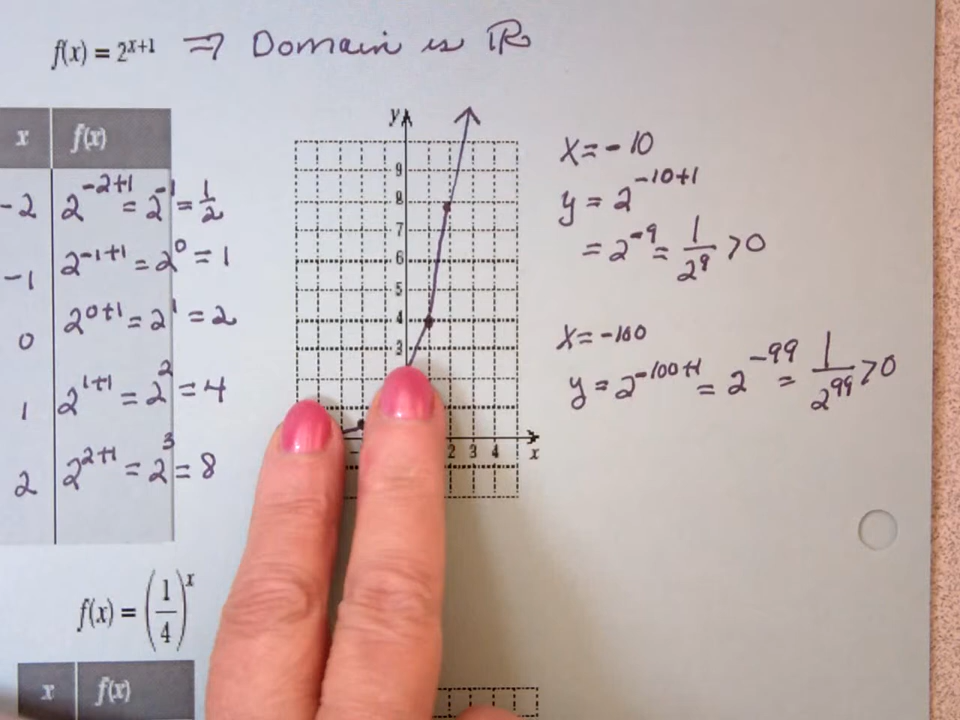 f(x) = 2^{x+1} ⇒ Domain is ℝ
x f(x)
-2 2^{-2+1} = 2^{-1} = 1/2
-1 2^{-1+1} = 2^0 = 1
0 2^{0+1} = 2^1 = 2
1 2^{1+1} = 2^2 = 4
2 2^{2+1} = 2^3 = 8
y
9
8
7
6
5
4
3
2 3 4
x
x = -10
y = 2^{-10+1}
= 2^{-9} = 1/2^9 > 0
x = -100
y = 2^{-100+1} = 2^{-99} = 1/2^{99} > 0
f(x) = (1/4)^x
x f(x)